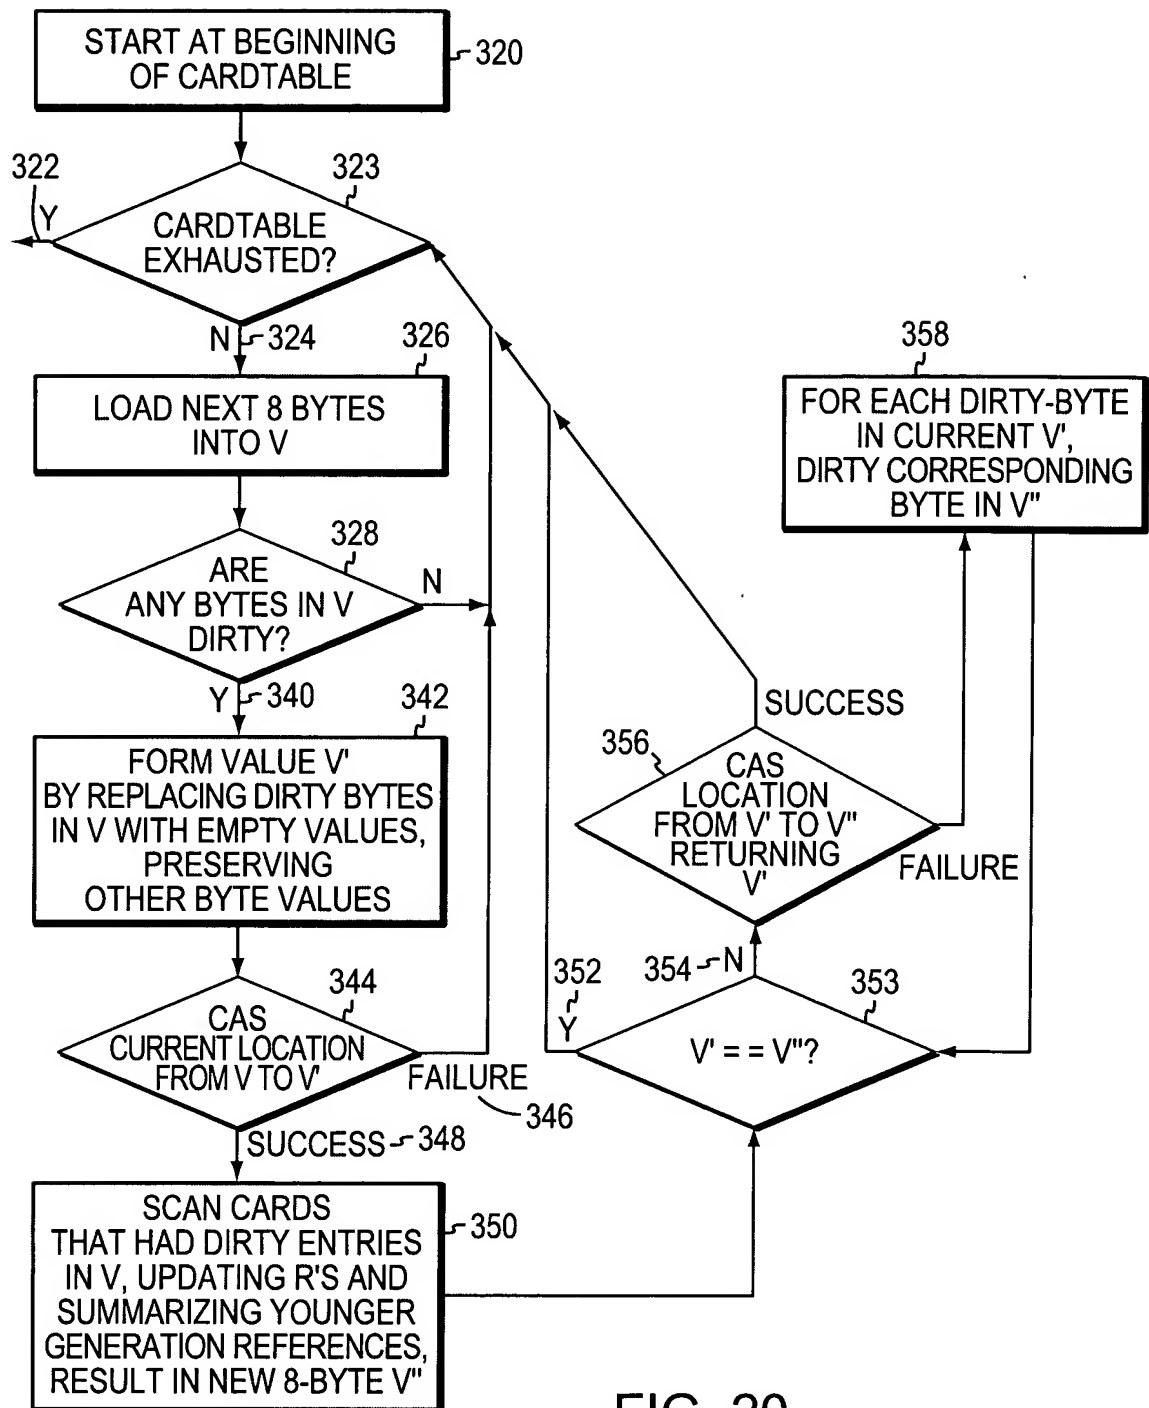 START AT BEGINNING
OF CARDTABLE
320
322
Y
323
CARDTABLE
EXHAUSTED?
N
324
326
LOAD NEXT 8 BYTES
INTO V
328
ARE
ANY BYTES IN V
DIRTY?
N
Y
340
342
FORM VALUE V'
BY REPLACING DIRTY BYTES
IN V WITH EMPTY VALUES,
PRESERVING
OTHER BYTE VALUES
344
CAS
CURRENT LOCATION
FROM V TO V'
FAILURE
346
SUCCESS
348
SCAN CARDS
THAT HAD DIRTY ENTRIES
IN V, UPDATING R'S AND
SUMMARIZING YOUNGER
GENERATION REFERENCES,
RESULT IN NEW 8-BYTE V"
350
352
Y
353
V' = = V"?
354
N
356
CAS
LOCATION
FROM V' TO V"
RETURNING
V'
SUCCESS
FAILURE
358
FOR EACH DIRTY-BYTE
IN CURRENT V',
DIRTY CORRESPONDING
BYTE IN V"